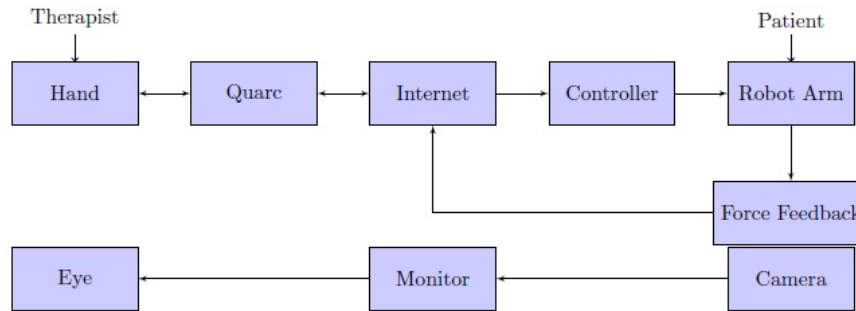 Therapist
Patient
Hand
Quarc
Internet
Controller
Robot Arm
Force Feedback
Eye
Monitor
Camera